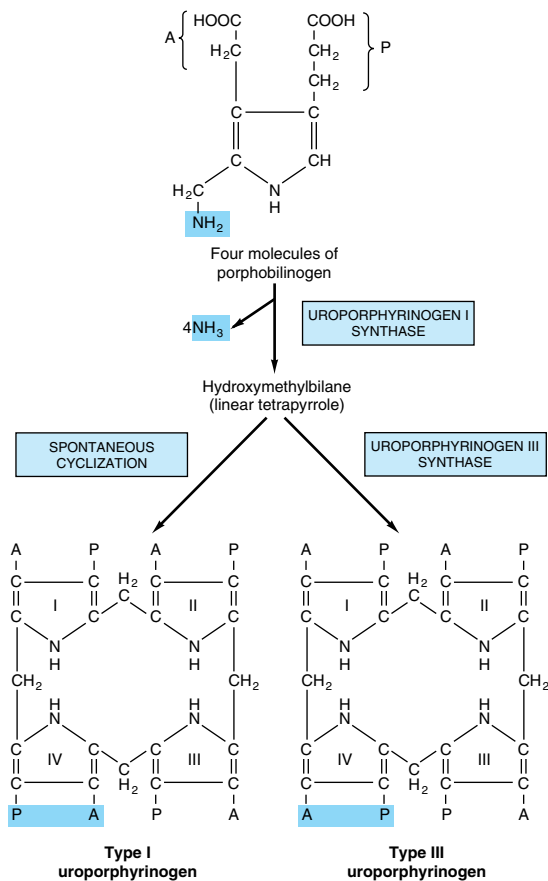 HOOC COOH
A H2C CH2 P
CH2
C C
C CH
H2C N
H
NH2
Four molecules of
porphobilinogen
4NH3
UROPORPHYRINOGEN I
SYNTHASE
Hydroxymethylbilane
(linear tetrapyrrole)
SPONTANEOUS
CYCLIZATION
UROPORPHYRINOGEN III
SYNTHASE
A P A P A P A P
C C H2 C C C C H2 C C
I C II I C II
C C C C C C C C
N N N N
H H H H
CH2 CH2 CH2 CH2
H H H H
N N N N
C C C C C C C C
IV C III IV C III
C C H2 C C C C H2 C C
P A P A A P P A
Type I
uroporphyrinogen
Type III
uroporphyrinogen